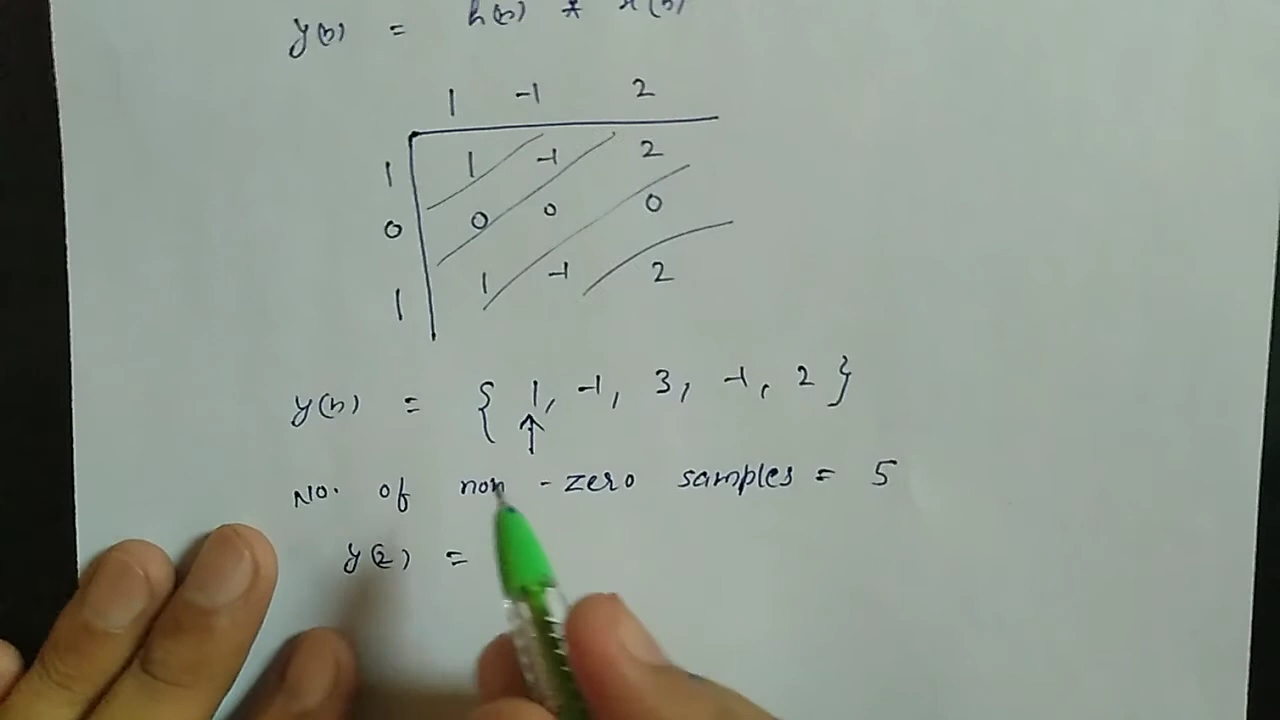 y(n) = h(n) * x(n)
1 -1 2
1 1 -1 2
0 0 0 0
1 1 -1 2
y(n) = { 1, -1, 3, -1, 2 }
↑
No. of non-zero samples = 5
y(2) =